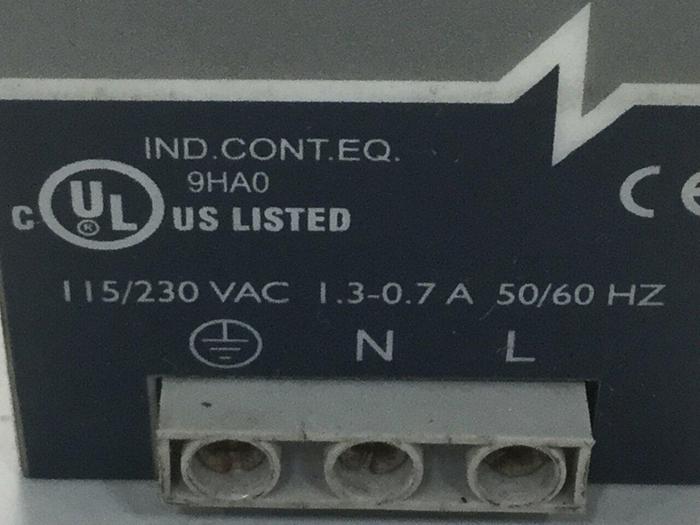 IND.CONT.EQ.
9HA0
C UL ® US LISTED
CE
115/230 VAC 1.3-0.7 A 50/60 HZ
N L